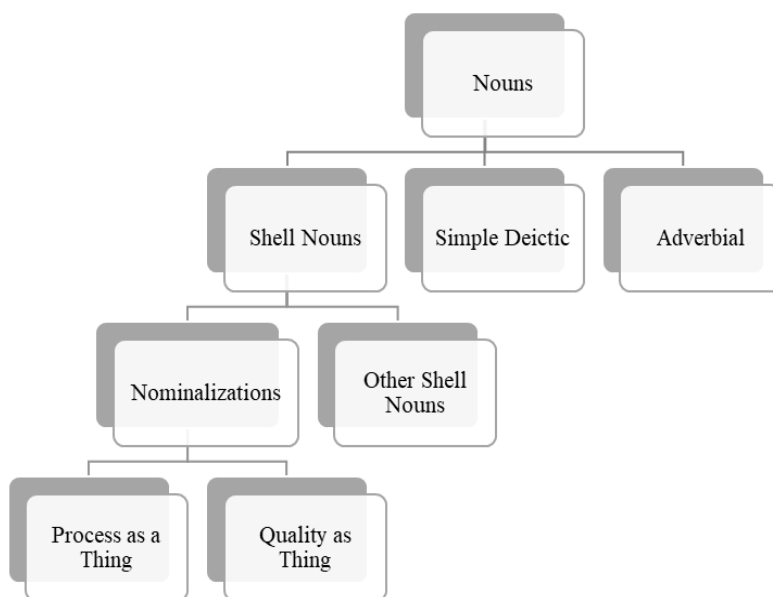 Nouns
Shell Nouns
Simple Deictic
Adverbial
Nominalizations
Other Shell
Nouns
Process as a
Thing
Quality as
Thing